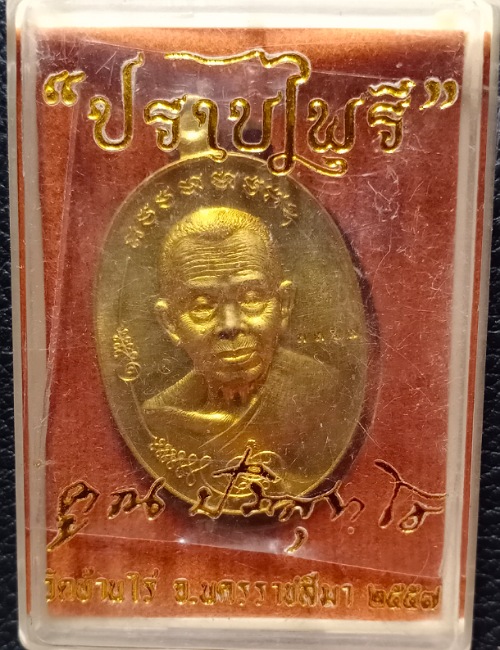 "ปราบไพรี"
คูณ ปริสุทฺโธ
วัดบ้านไร่ จ.นครราชสีมา ๒๕๕๗